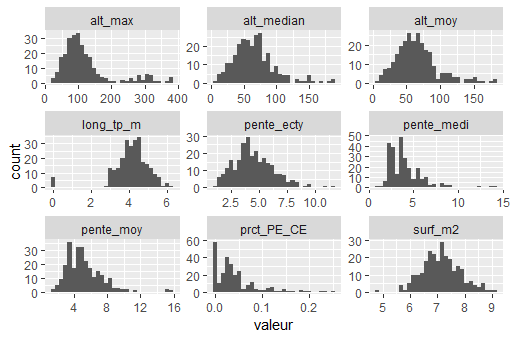 alt_max
alt_median
alt_moy
30
20
10
0
0 100 200 300 400
20
10
0
0 50 100 150
20
10
0
50 100 150
long_tp_m
pente_ecty
pente_medi
count
30
20
10
0
0 2 4 6
30
20
10
0
2.5 5.0 7.5 10.0
50
40
30
20
10
0
0 5 10 15
pente_moy
prct_PE_CE
surf_m2
30
20
10
0
4 8 12 16
60
40
20
0
0.0 0.1 0.2
30
20
10
0
5 6 7 8 9
valeur